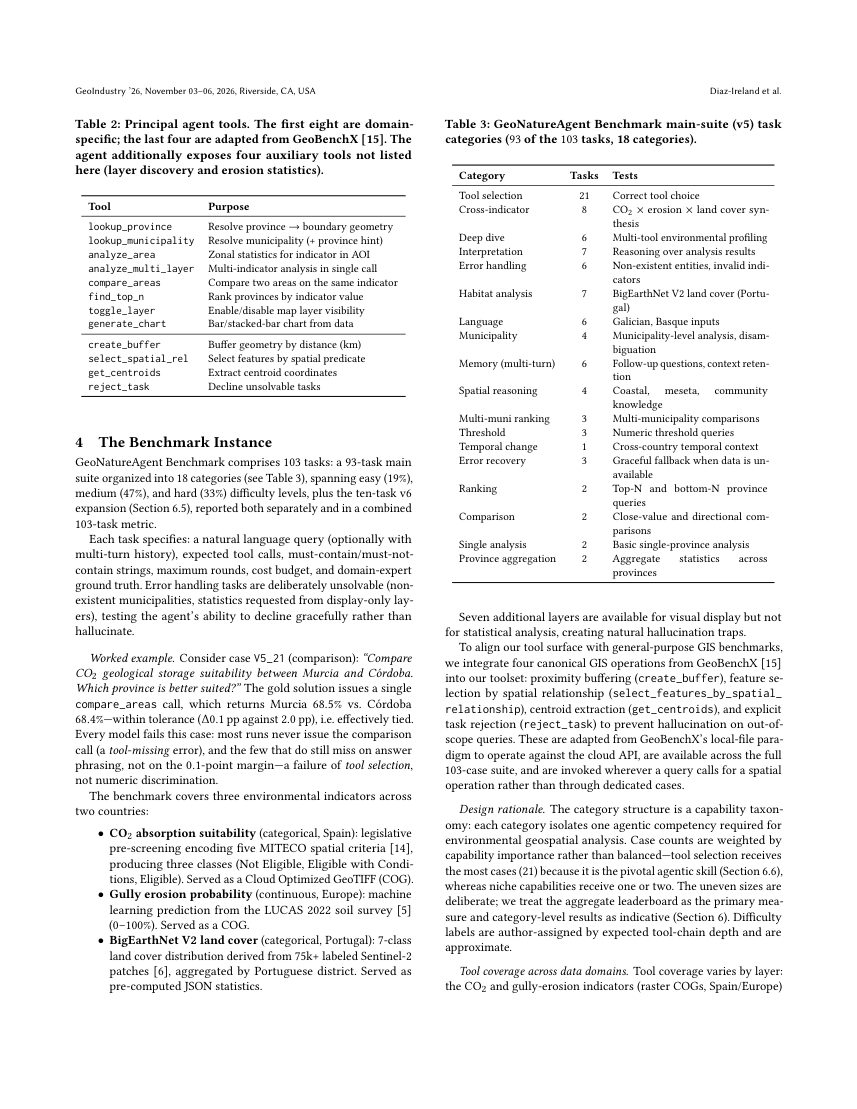 GeoIndustry '26, November 03–06, 2026, Riverside, CA, USA
Diaz-Ireland et al.
Table 2: Principal agent tools. The first eight are domain-
specific; the last four are adapted from GeoBenchX [15]. The
agent additionally exposes four auxiliary tools not listed
here (layer discovery and erosion statistics).
Tool Purpose
lookup_province Resolve province → boundary geometry
lookup_municipality Resolve municipality (+ province hint)
analyze_area Zonal statistics for indicator in AOI
analyze_multi_layer Multi-indicator analysis in single call
compare_areas Compare two areas on the same indicator
find_top_n Rank provinces by indicator value
toggle_layer Enable/disable map layer visibility
generate_chart Bar/stacked-bar chart from data
create_buffer Buffer geometry by distance (km)
select_spatial_rel Select features by spatial predicate
get_centroids Extract centroid coordinates
reject_task Decline unsolvable tasks
4 The Benchmark Instance
GeoNatureAgent Benchmark comprises 103 tasks: a 93-task main
suite organized into 18 categories (see Table 3), spanning easy (19%),
medium (47%), and hard (33%) difficulty levels, plus the ten-task v6
expansion (Section 6.5), reported both separately and in a combined
103-task metric.
Each task specifies: a natural language query (optionally with
multi-turn history), expected tool calls, must-contain/must-not-
contain strings, maximum rounds, cost budget, and domain-expert
ground truth. Error handling tasks are deliberately unsolvable (non-
existent municipalities, statistics requested from display-only lay-
ers), testing the agent's ability to decline gracefully rather than
hallucinate.
Worked example. Consider case V5_21 (comparison): “Compare
CO₂ geological storage suitability between Murcia and Córdoba.
Which province is better suited?” The gold solution issues a single
compare_areas call, which returns Murcia 68.5% vs. Córdoba
68.4%—within tolerance (Δ0.1 pp against 2.0 pp), i.e. effectively tied.
Every model fails this case: most runs never issue the comparison
call (a tool-missing error), and the few that do still miss on answer
phrasing, not on the 0.1-point margin—a failure of tool selection,
not numeric discrimination.
The benchmark covers three environmental indicators across
two countries:
• CO₂ absorption suitability (categorical, Spain): legislative
pre-screening encoding five MITECO spatial criteria [14],
producing three classes (Not Eligible, Eligible with Condi-
tions, Eligible). Served as a Cloud Optimized GeoTIFF (COG).
• Gully erosion probability (continuous, Europe): machine
learning prediction from the LUCAS 2022 soil survey [5]
(0–100%). Served as a COG.
• BigEarthNet V2 land cover (categorical, Portugal): 7-class
land cover distribution derived from 75k+ labeled Sentinel-2
patches [6], aggregated by Portuguese district. Served as
pre-computed JSON statistics.
Table 3: GeoNatureAgent Benchmark main-suite (v5) task
categories (93 of the 103 tasks, 18 categories).
Category Tasks Tests
Tool selection 21 Correct tool choice
Cross-indicator 8 CO₂ × erosion × land cover syn-
thesis
Deep dive 6 Multi-tool environmental profiling
Interpretation 7 Reasoning over analysis results
Error handling 6 Non-existent entities, invalid indi-
cators
Habitat analysis 7 BigEarthNet V2 land cover (Portu-
gal)
Language 6 Galician, Basque inputs
Municipality 4 Municipality-level analysis, disam-
biguation
Memory (multi-turn) 6 Follow-up questions, context reten-
tion
Spatial reasoning 4 Coastal, meseta, community
knowledge
Multi-muni ranking 3 Multi-municipality comparisons
Threshold 3 Numeric threshold queries
Temporal change 1 Cross-country temporal context
Error recovery 3 Graceful fallback when data is un-
available
Ranking 2 Top-N and bottom-N province
queries
Comparison 2 Close-value and directional com-
parisons
Single analysis 2 Basic single-province analysis
Province aggregation 2 Aggregate statistics across
provinces
Seven additional layers are available for visual display but not
for statistical analysis, creating natural hallucination traps.
To align our tool surface with general-purpose GIS benchmarks,
we integrate four canonical GIS operations from GeoBenchX [15]
into our toolset: proximity buffering (create_buffer), feature se-
lection by spatial relationship (select_features_by_spatial_
relationship), centroid extraction (get_centroids), and explicit
task rejection (reject_task) to prevent hallucination on out-of-
scope queries. These are adapted from GeoBenchX's local-file para-
digm to operate against the cloud API, are available across the full
103-case suite, and are invoked wherever a query calls for a spatial
operation rather than through dedicated cases.
Design rationale. The category structure is a capability taxon-
omy: each category isolates one agentic competency required for
environmental geospatial analysis. Case counts are weighted by
capability importance rather than balanced—tool selection receives
the most cases (21) because it is the pivotal agentic skill (Section 6.6),
whereas niche capabilities receive one or two. The uneven sizes are
deliberate; we treat the aggregate leaderboard as the primary mea-
sure and category-level results as indicative (Section 6). Difficulty
labels are author-assigned by expected tool-chain depth and are
approximate.
Tool coverage across data domains. Tool coverage varies by layer:
the CO₂ and gully-erosion indicators (raster COGs, Spain/Europe)